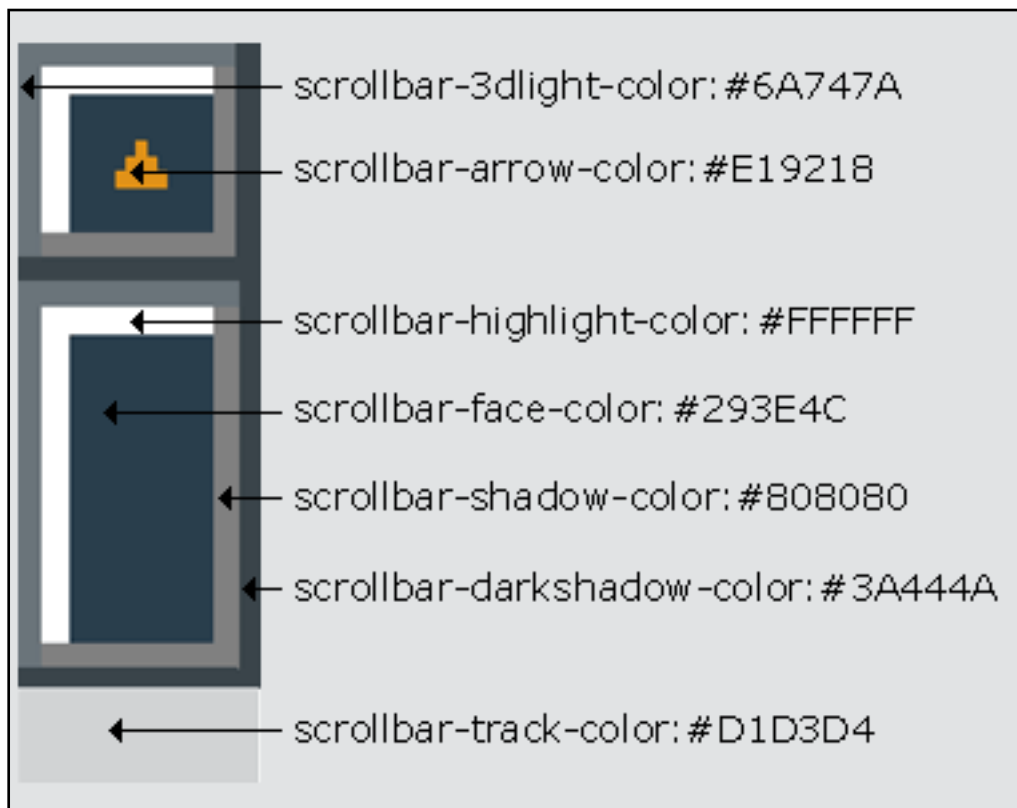 scrollbar-3dlight-color:#6A747A
scrollbar-arrow-color:#E19218
scrollbar-highlight-color: #FFFFFF
scrollbar-face-color: #293E4C
scrollbar-shadow-color:#808080
scrollbar-darkshadow-color:#3A444A
scrollbar-track-color:#D1D3D4